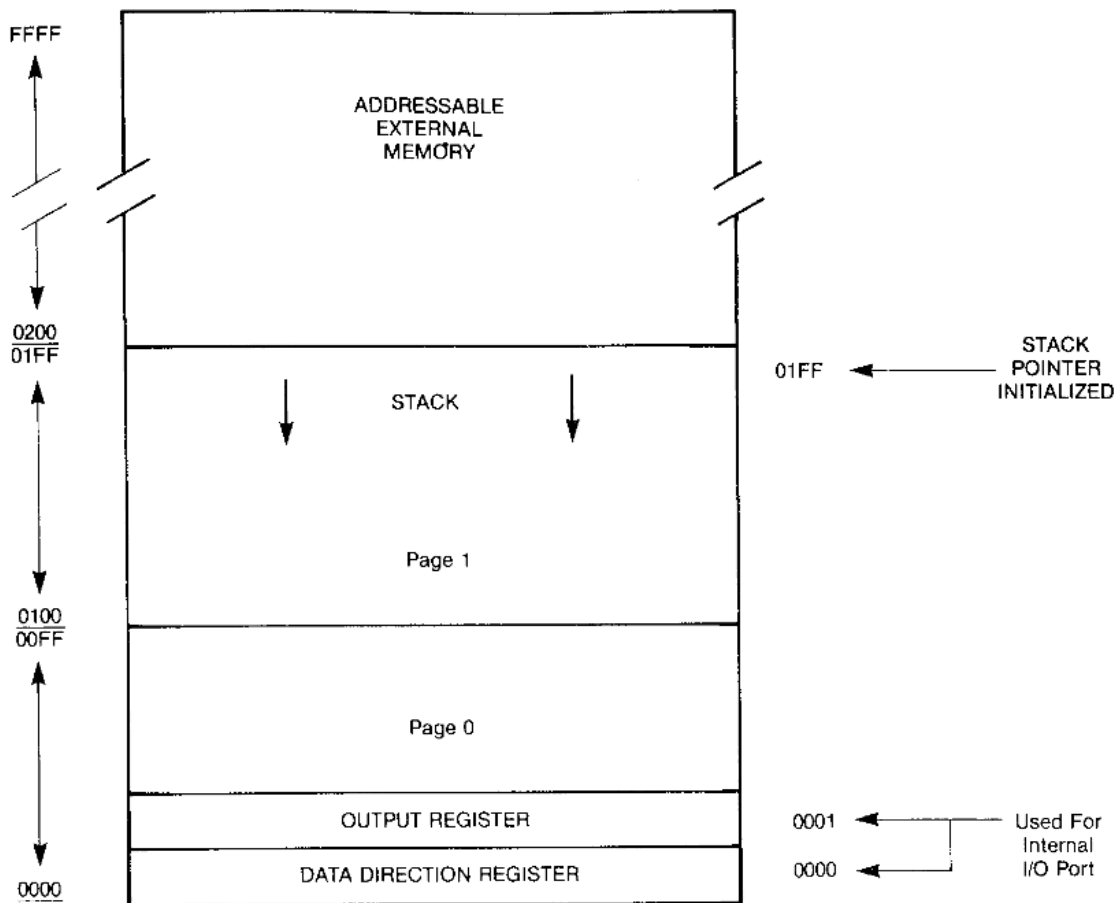 FFFF
ADDRESSABLE
EXTERNAL
MEMORY
0200
01FF
STACK
01FF
STACK
POINTER
INITIALIZED
Page 1
0100
00FF
Page 0
OUTPUT REGISTER
0001
DATA DIRECTION REGISTER
0000
Used For
Internal
I/O Port
0000